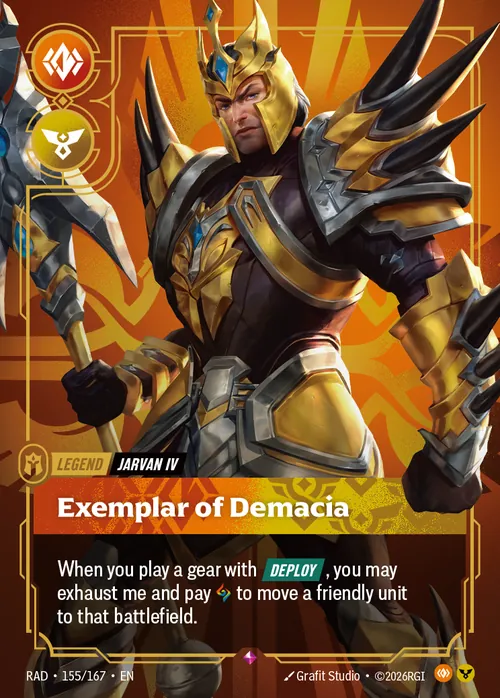 LEGEND JARVAN IV
Exemplar of Demacia
When you play a gear with DEPLOY, you may
exhaust me and pay to move a friendly unit
to that battlefield.
RAD • 155/167 • EN
Grafit Studio • ©2026RGI